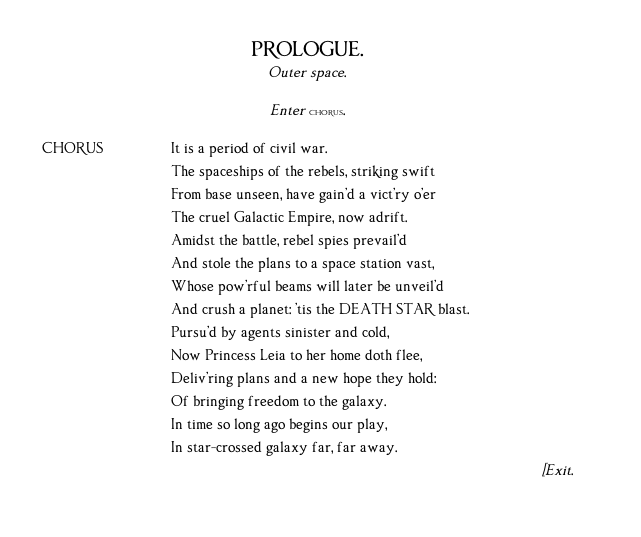 PROLOGUE.
Outer space.
Enter CHORUS.
CHORUS It is a period of civil war.
The spaceships of the rebels, striking swift
From base unseen, have gain'd a vict'ry o'er
The cruel Galactic Empire, now adrift.
Amidst the battle, rebel spies prevail'd
And stole the plans to a space station vast,
Whose pow'rful beams will later be unveil'd
And crush a planet: 'tis the DEATH STAR blast.
Pursu'd by agents sinister and cold,
Now Princess Leia to her home doth flee,
Deliv'ring plans and a new hope they hold:
Of bringing freedom to the galaxy.
In time so long ago begins our play,
In star-crossed galaxy far, far away.
[Exit.